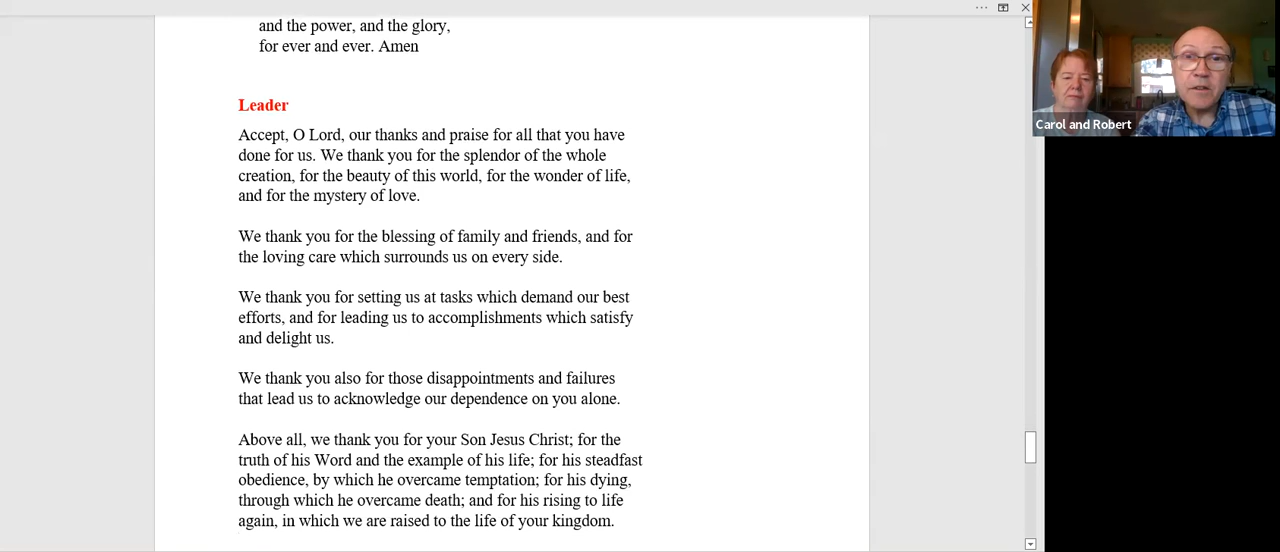 and the power, and the glory,
for ever and ever. Amen
Leader
Accept, O Lord, our thanks and praise for all that you have
done for us. We thank you for the splendor of the whole
creation, for the beauty of this world, for the wonder of life,
and for the mystery of love.
We thank you for the blessing of family and friends, and for
the loving care which surrounds us on every side.
We thank you for setting us at tasks which demand our best
efforts, and for leading us to accomplishments which satisfy
and delight us.
We thank you also for those disappointments and failures
that lead us to acknowledge our dependence on you alone.
Above all, we thank you for your Son Jesus Christ; for the
truth of his Word and the example of his life; for his steadfast
obedience, by which he overcame temptation; for his dying,
through which he overcame death; and for his rising to life
again, in which we are raised to the life of your kingdom.
Carol and Robert